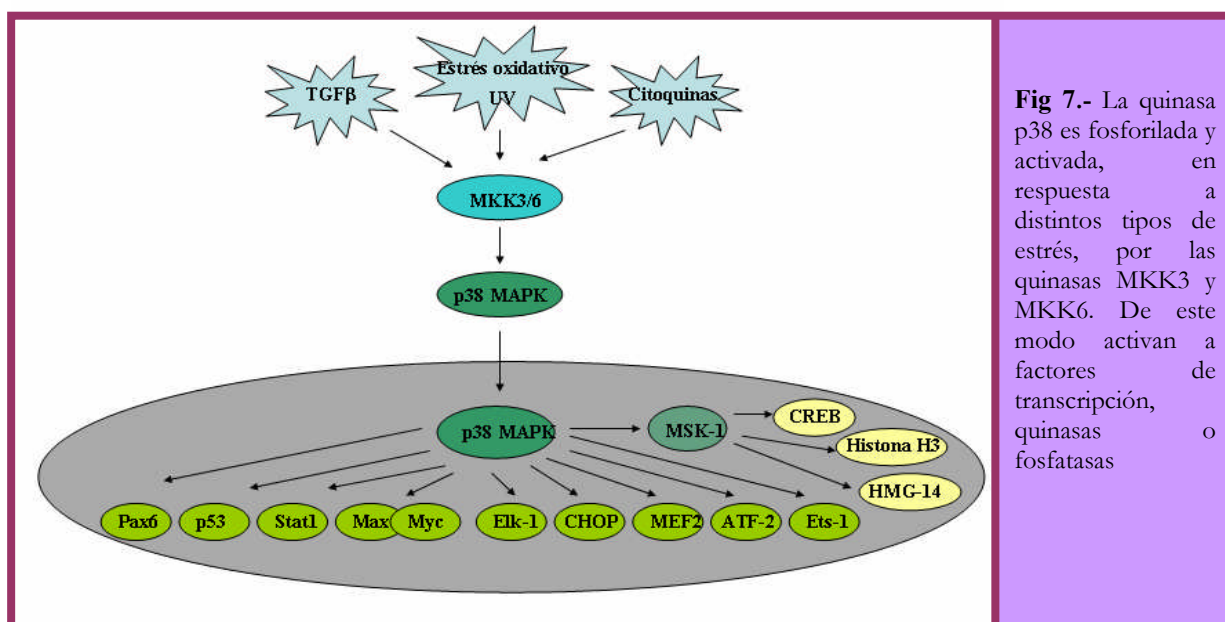 Estrés oxidativo
UV
TGFβ
Citoquinas
MKK3/6
p38 MAPK
p38 MAPK
MSK-1
CREB
Histona H3
HMG-14
Pax6
p53
Stat1
Max
Myc
Elk-1
CHOP
MEF2
ATF-2
Ets-1
Fig 7.- La quinasa
p38 es fosforilada y
activada, en
respuesta a
distintos tipos de
estrés, por las
quinasas MKK3 y
MKK6. De este
modo activan a
factores de
transcripción,
quinasas o
fosfatasas